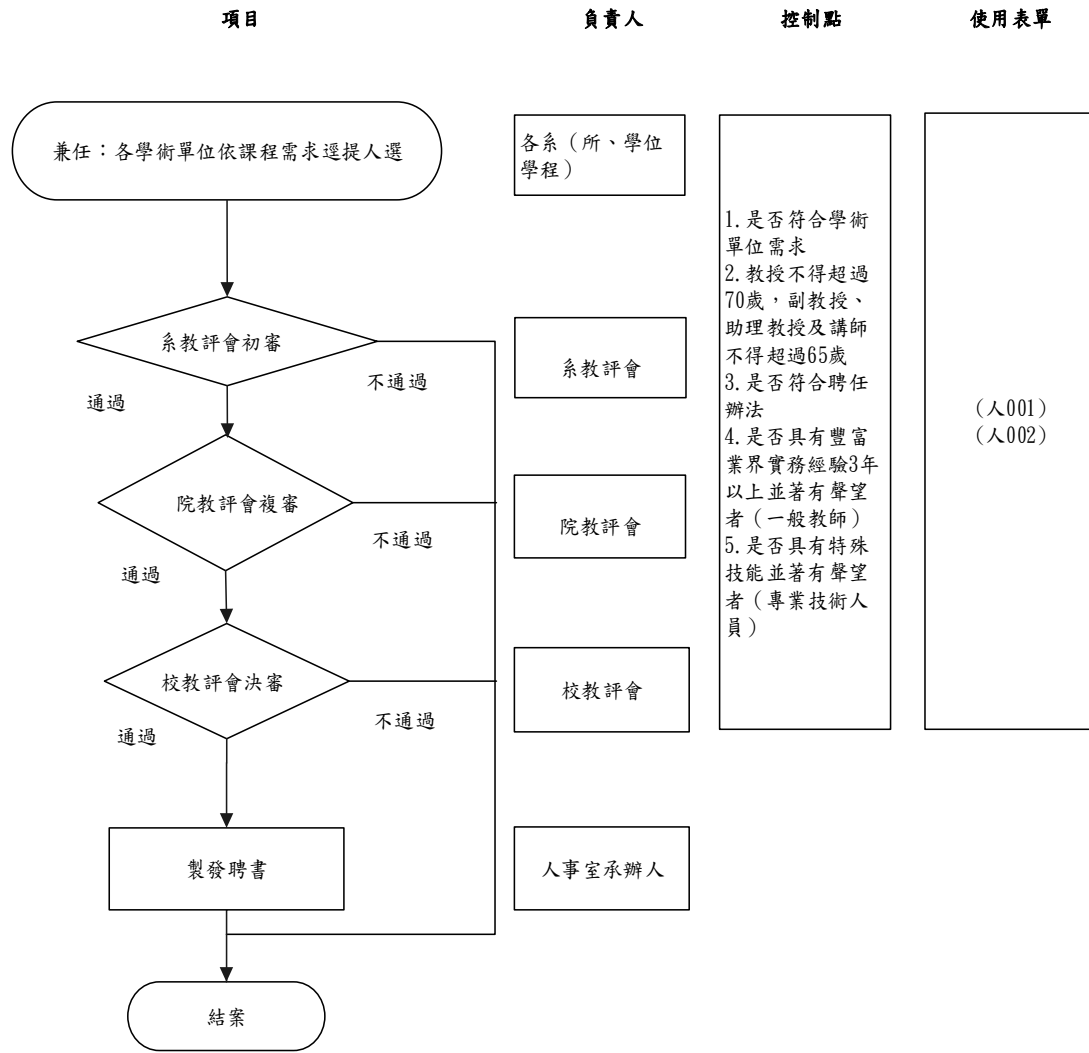 項目
負責人
控制點
使用表單
兼任：各學術單位依課程需求逕提人選
各系（所、學位
學程）
1.是否符合學術
單位需求
2.教授不得超過
70歲，副教授、
助理教授及講師
不得超過65歲
3.是否符合聘任
辦法
4.是否具有豐富
業界實務經驗3年
以上並著有聲望
者（一般教師）
5.是否具有特殊
技能並著有聲望
者（專業技術人
員）
（人001）
（人002）
系教評會初審
系教評會
不通過
通過
院教評會複審
院教評會
不通過
通過
校教評會決審
校教評會
不通過
通過
製發聘書
人事室承辦人
結案